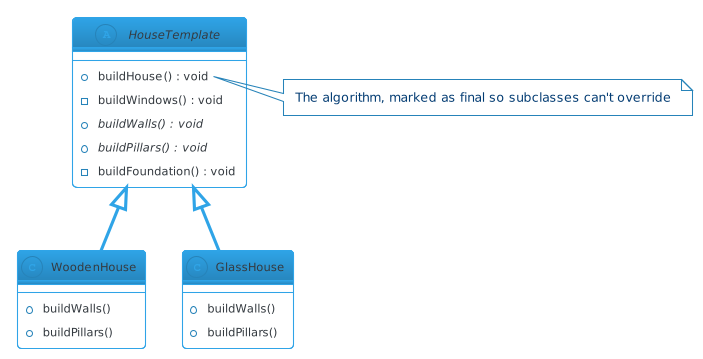 HouseTemplate
buildHouse() : void
The algorithm, marked as final so subclasses can't override
buildWindows() : void
buildWalls() : void
buildPillars() : void
buildFoundation() : void
C WoodenHouse
C GlassHouse
buildWalls()
buildPillars()
buildWalls()
buildPillars()